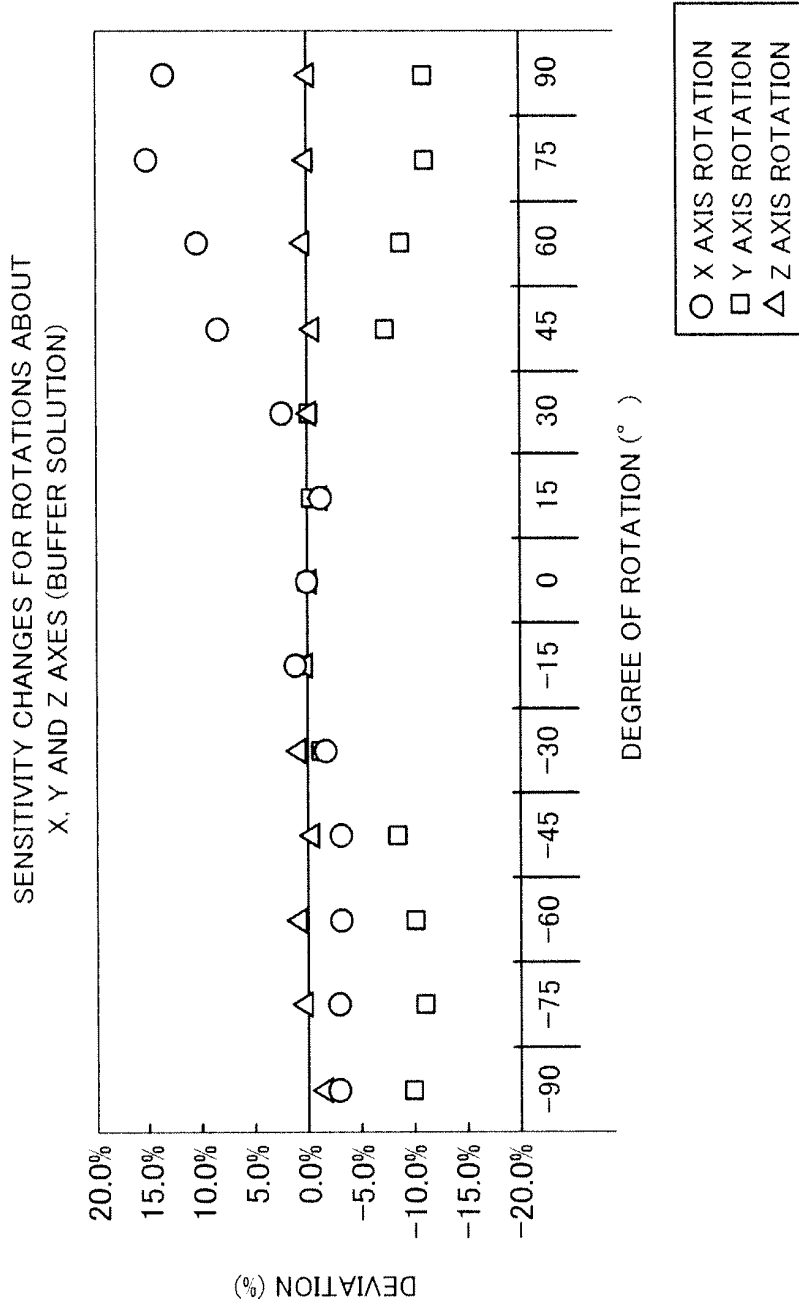 SENSITIVITY CHANGES FOR ROTATIONS ABOUT
X, Y AND Z AXES (BUFFER SOLUTION)
DEVIATION (%)
20.0%
15.0%
10.0%
5.0%
0.0%
−5.0%
−10.0%
−15.0%
−20.0%
−90 −75 −60 −45 −30 −15 0 15 30 45 60 75 90
DEGREE OF ROTATION (°)
X AXIS ROTATION
Y AXIS ROTATION
Z AXIS ROTATION